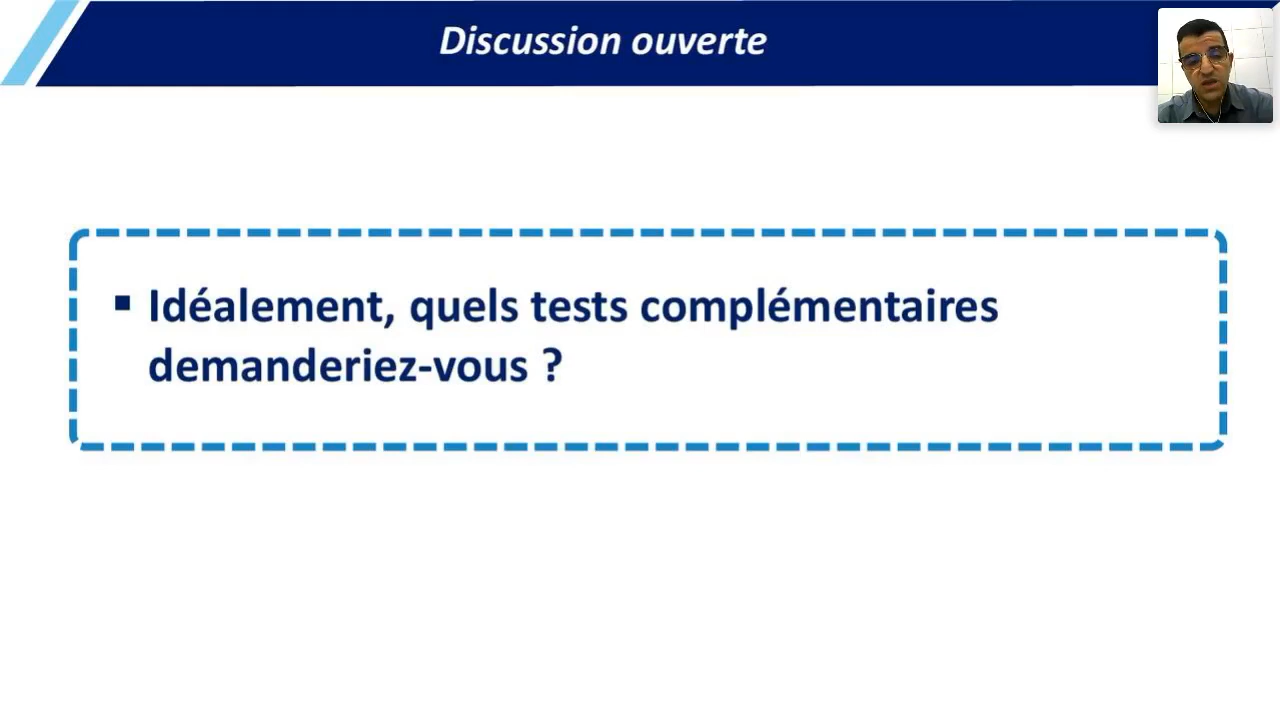 Discussion ouverte
▪ Idéalement, quels tests complémentaires
demanderiez-vous ?